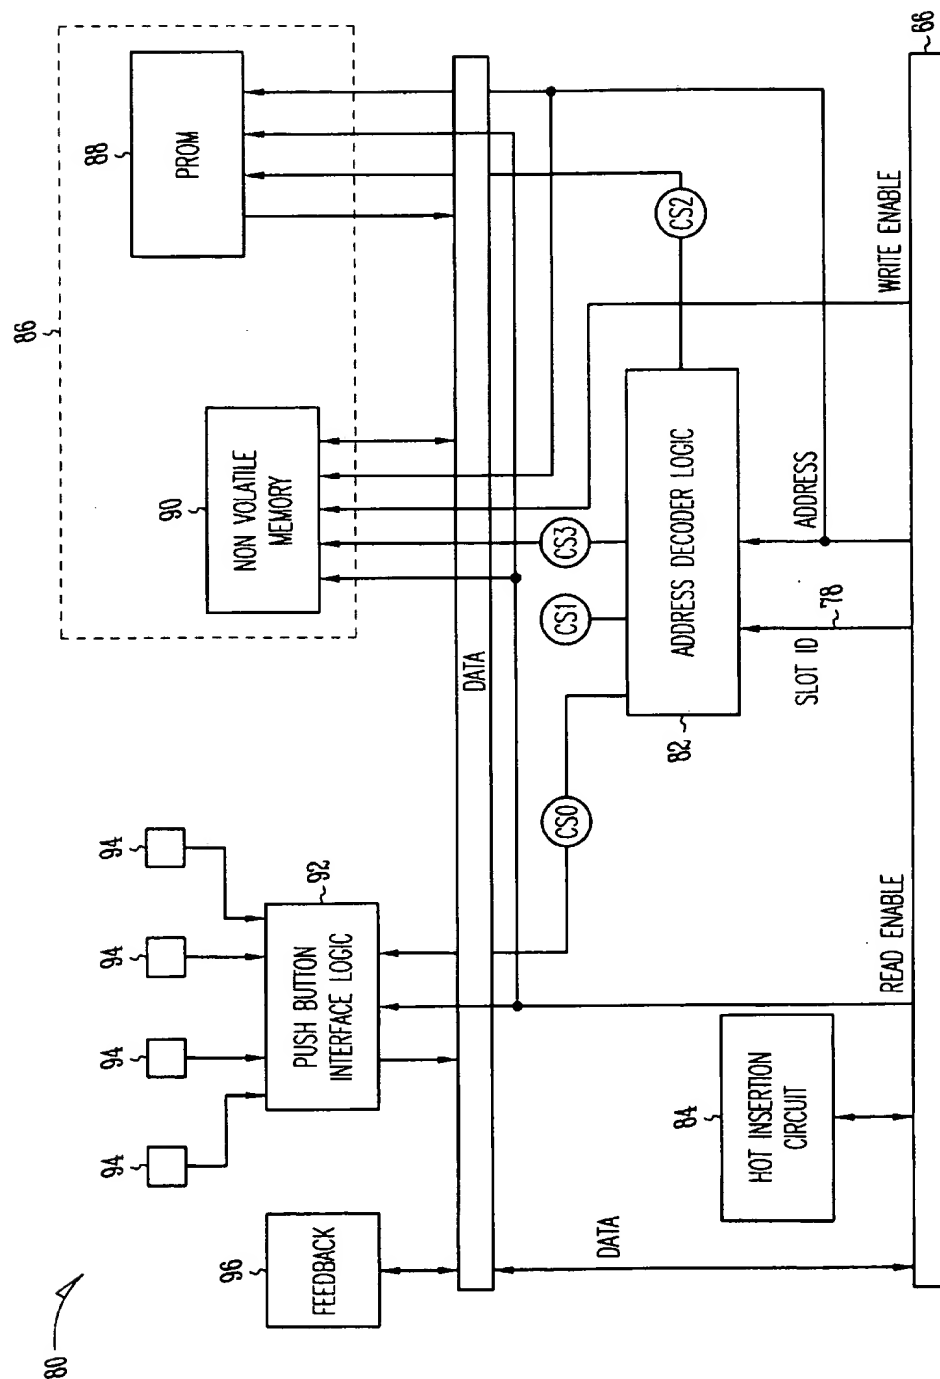 80
96
FEEDBACK
94
94
94
94
92
PUSH BUTTON
INTERFACE LOGIC
86
90
NON VOLATILE
MEMORY
88
PROM
DATA
CS0
CS1
CS3
CS2
82
ADDRESS DECODER LOGIC
DATA
84
HOT INSERTION
CIRCUIT
READ ENABLE
SLOT ID
78
ADDRESS
WRITE ENABLE
66